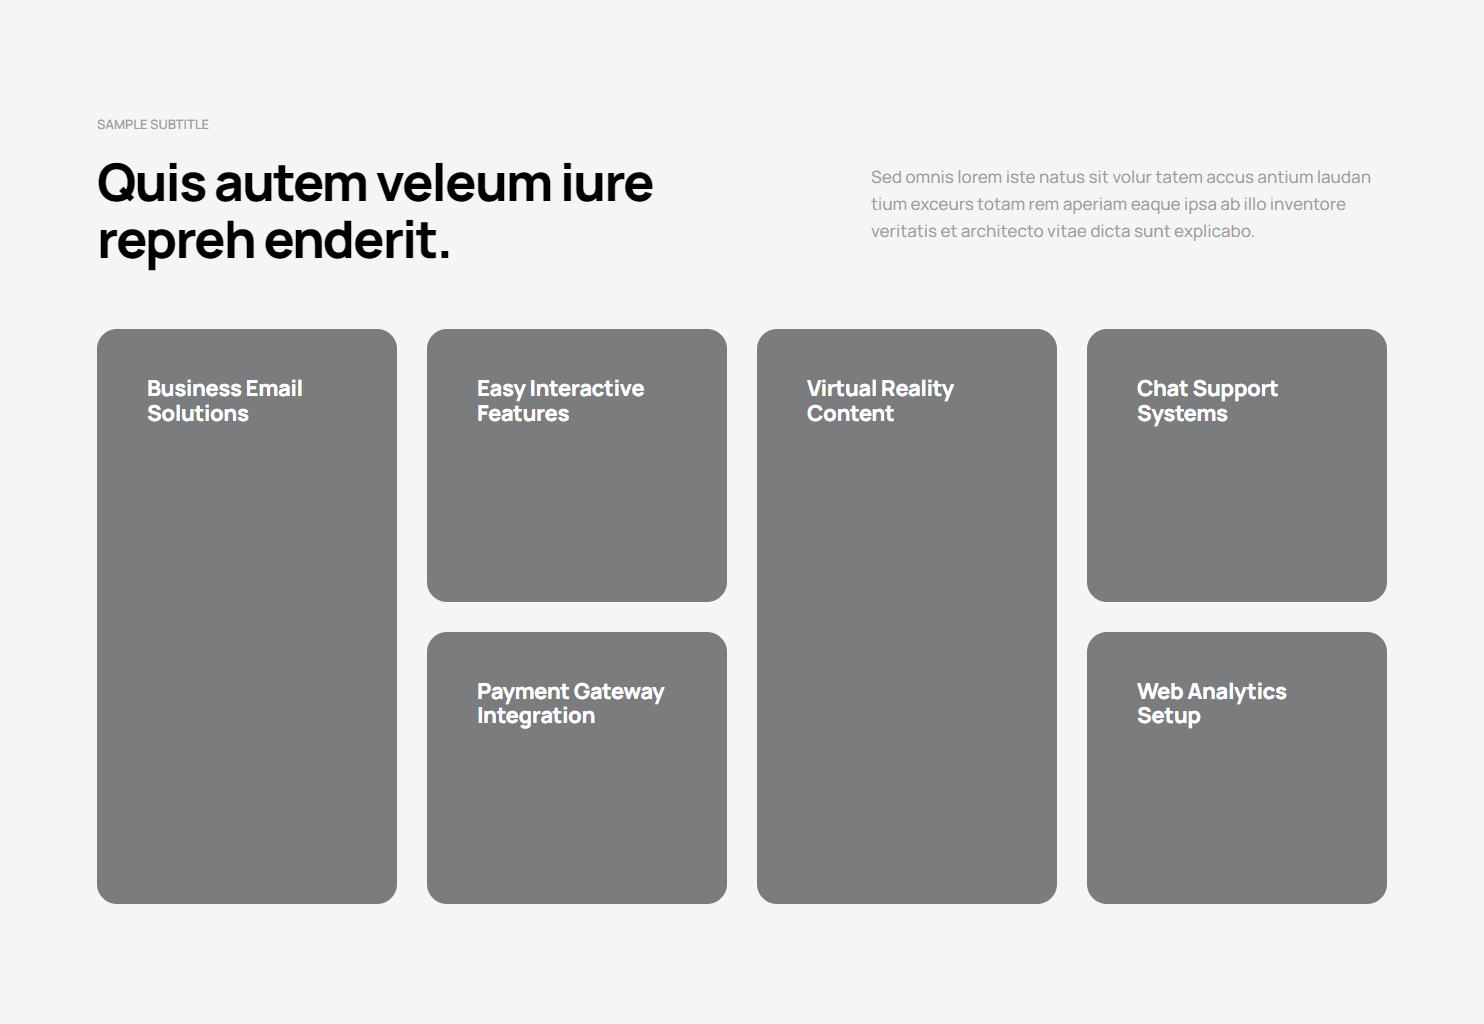 SAMPLE SUBTITLE
Quis autem veleum iure
repreh enderit.
Sed omnis lorem iste natus sit volur tatem accus antium laudan
tium exceurs totam rem aperiam eaque ipsa ab illo inventore
veritatis et architecto vitae dicta sunt explicabo.
Business Email
Solutions
Easy Interactive
Features
Virtual Reality
Content
Chat Support
Systems
Payment Gateway
Integration
Web Analytics
Setup